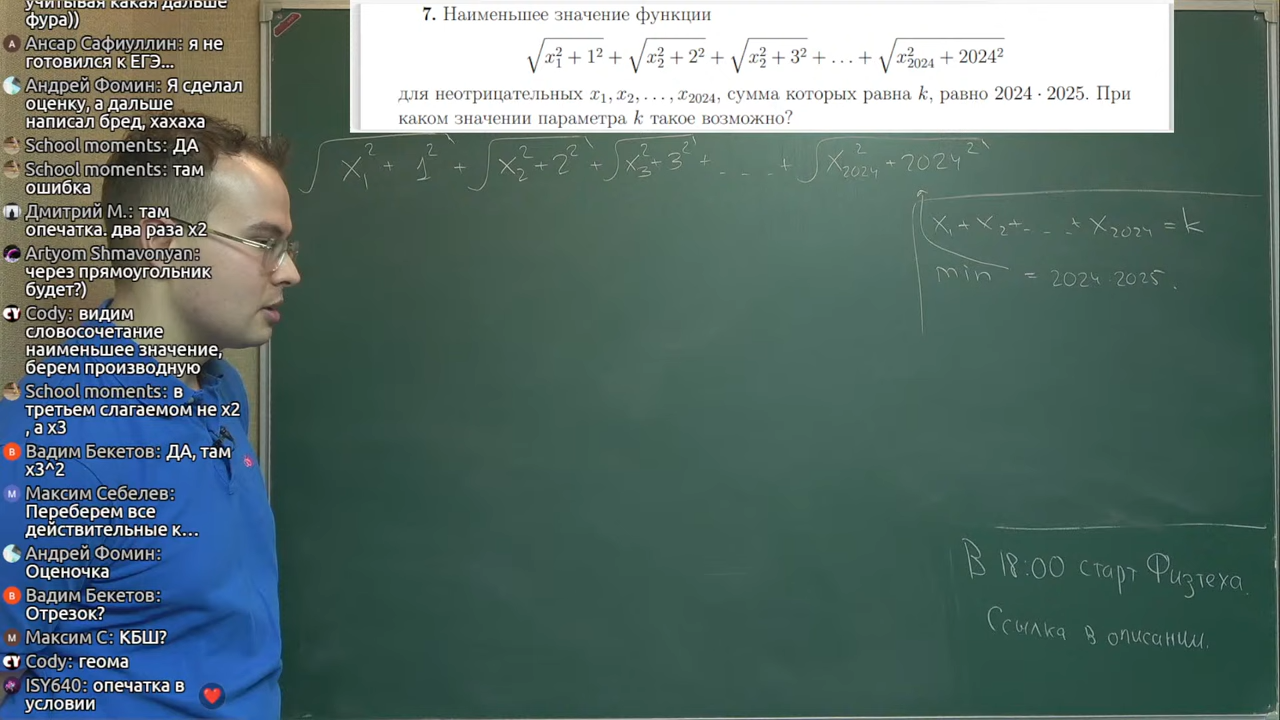 учитывая какая дальше
фура))
Ансар Сафиуллин: я не
готовился к ЕГЭ...
Андрей Фомин: Я сделал
оценку, а дальше
написал бред, хахаха
School moments: ДА
School moments: там
ошибка
Дмитрий М.: там
опечатка. два раза x2
Artyom Shmavonyan:
через прямоугольник
будет?)
Cody: видим
словосочетание
наименьшее значение,
берем производную
School moments: в
третьем слагаемом не x2
, а x3
Вадим Бекетов: ДА, там
x3^2
Максим Себелев:
Переберем все
действительные к...
Андрей Фомин:
Оценочка
Вадим Бекетов:
Отрезок?
Максим С: КБШ?
Cody: геома
ISY640: опечатка в
условии
7. Наименьшее значение функции
√(x₁² + 1²) + √(x₂² + 2²) + √(x₂² + 3²) + . . . + √(x₂₀₂₄² + 2024²)
для неотрицательных x₁, x₂, . . . , x₂₀₂₄, сумма которых равна k, равно 2024 · 2025. При
каком значении параметра k такое возможно?
√(x₁² + 1²) + √(x₂² + 2²) + √(x₃² + 3²) + . . . + √(x₂₀₂₄² + 2024²)
x₁ + x₂ + . . . + x₂₀₂₄ = k
min = 2024 · 2025.
В 18:00 старт Физтеха.
Ссылка в описании.